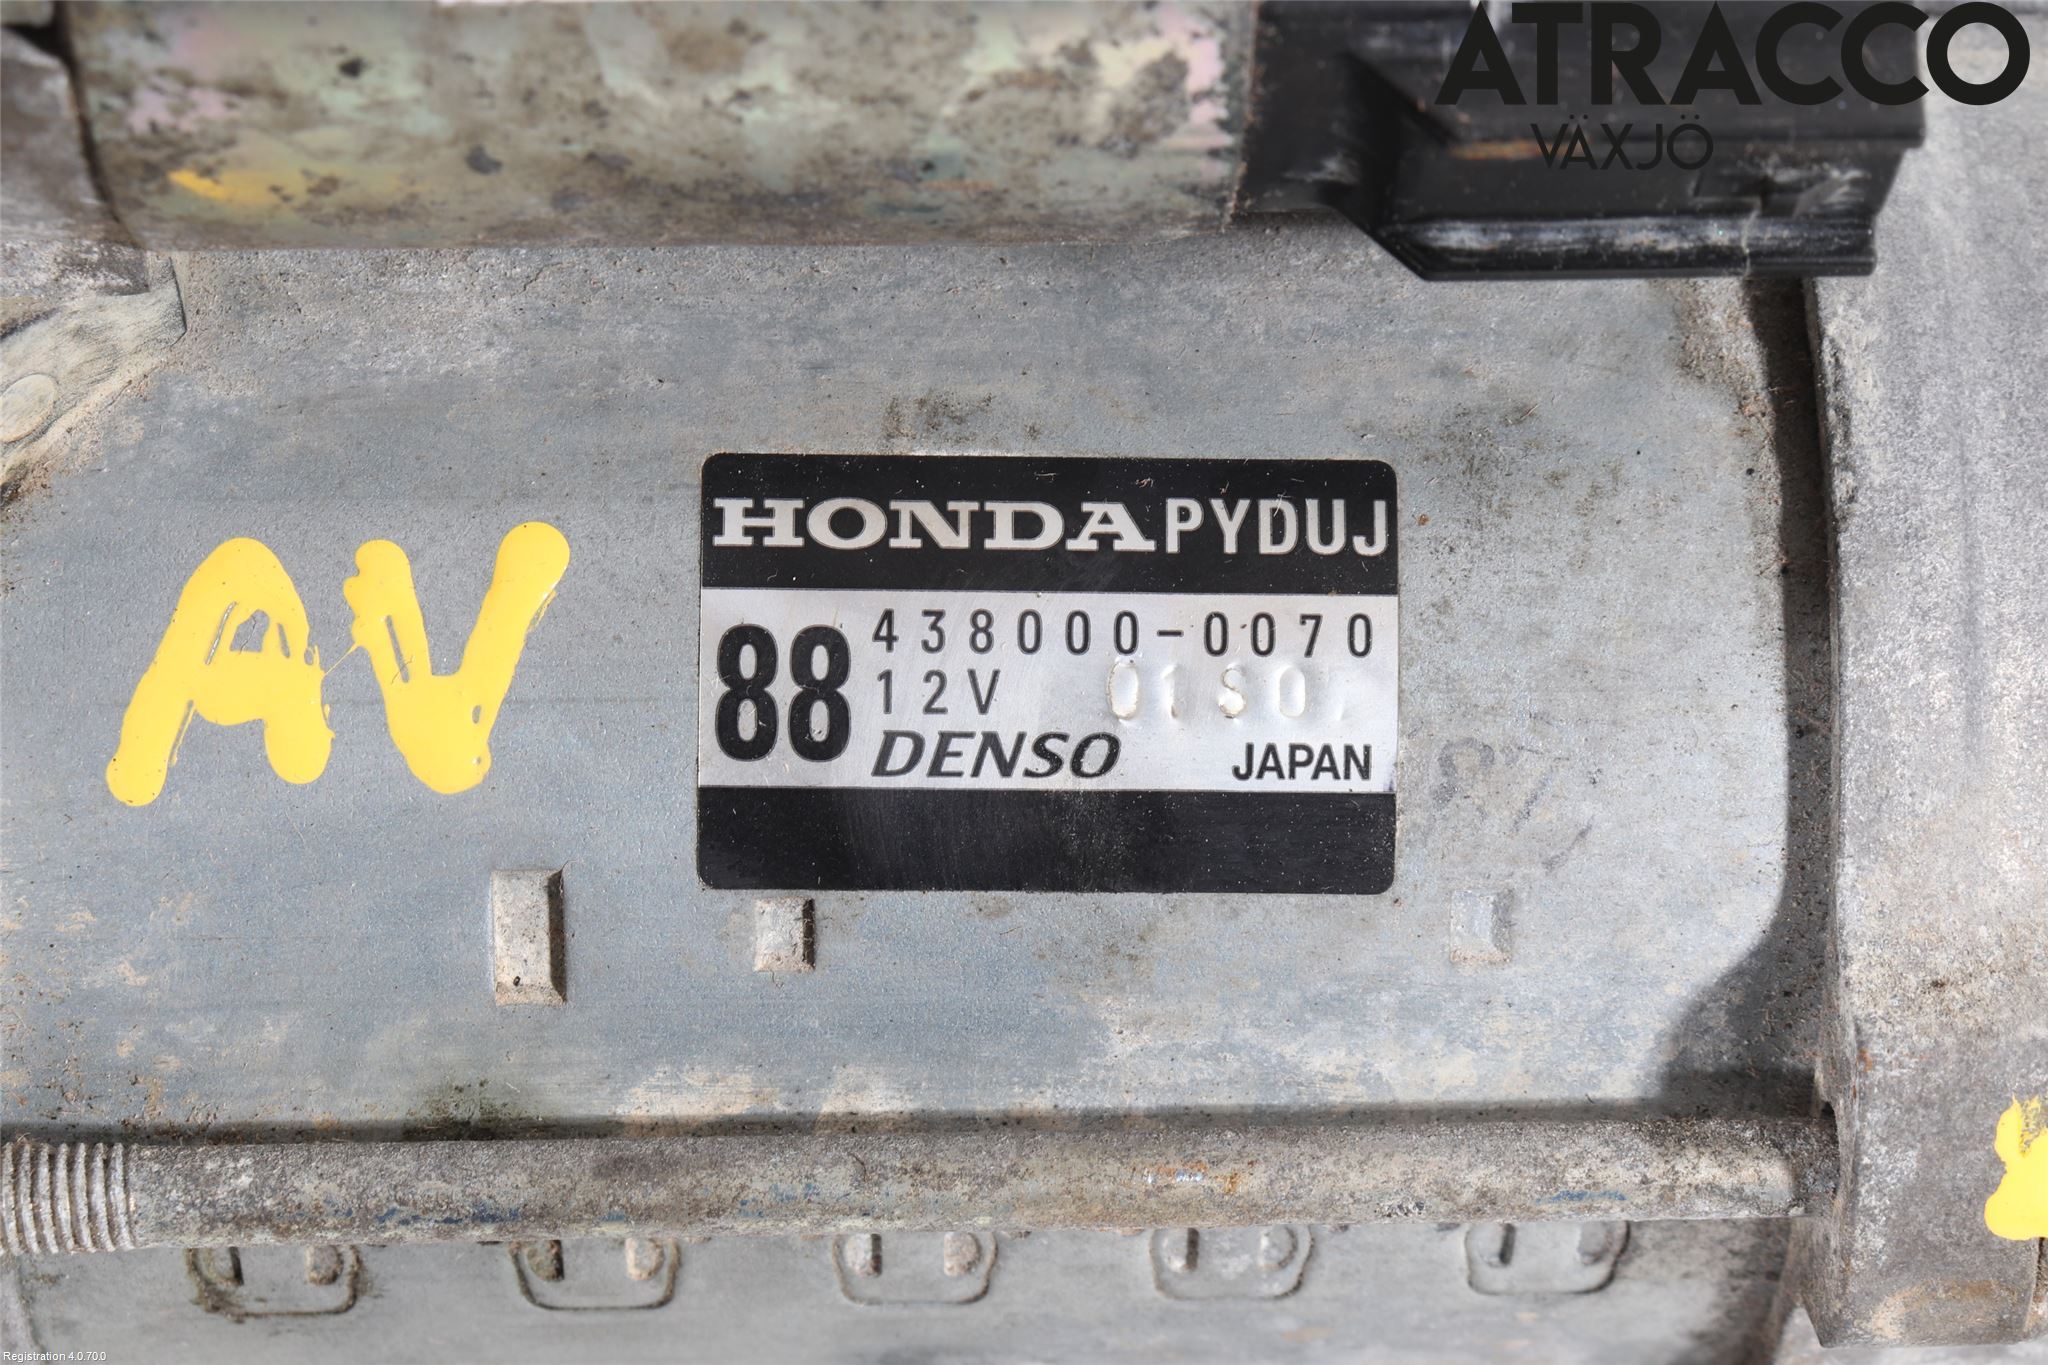 ATRACCO
VÄXJÖ
AV
HONDA PYDUJ
88
438000-0070
12V
DENSO JAPAN
Registration 4.0.70.0